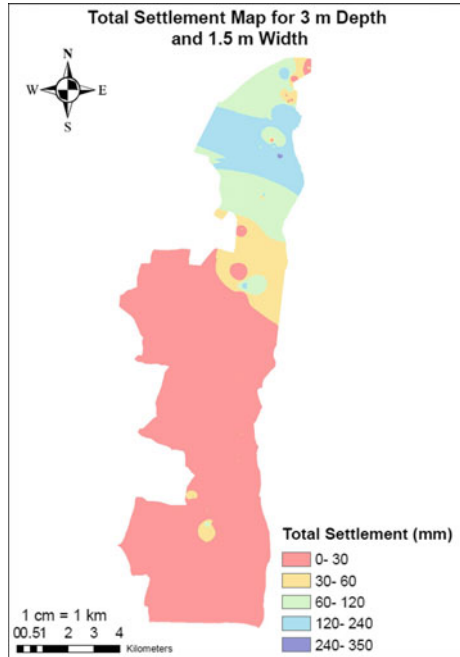 Total Settlement Map for 3 m Depth
and 1.5 m Width
N
W E
S
Total Settlement (mm)
0- 30
30- 60
60- 120
120- 240
240- 350
1 cm = 1 km
00.51 2 3 4
Kilometers